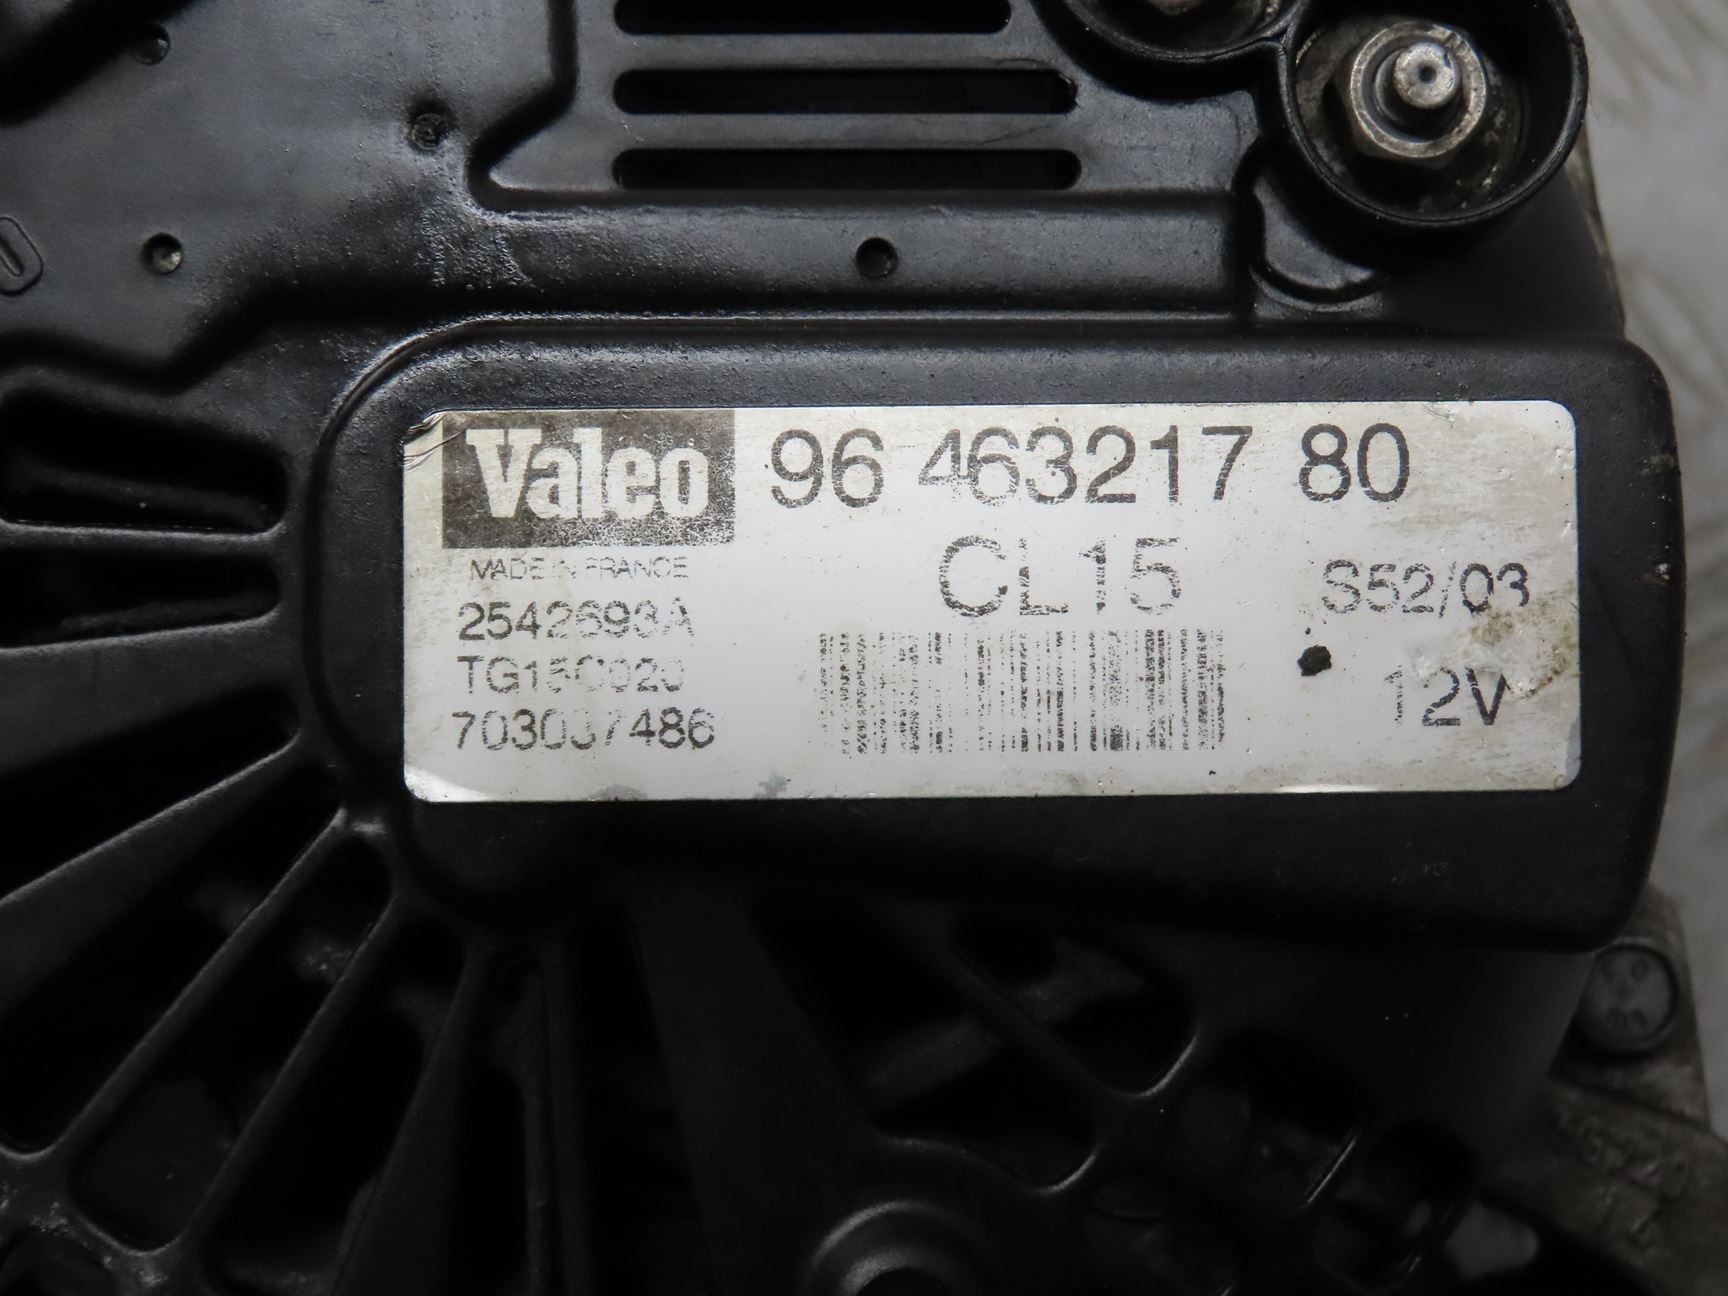 Valeo 96 463217 80
CL15
MADE IN FRANCE
S52/03
2542693A
TG15C020
12V
703037486